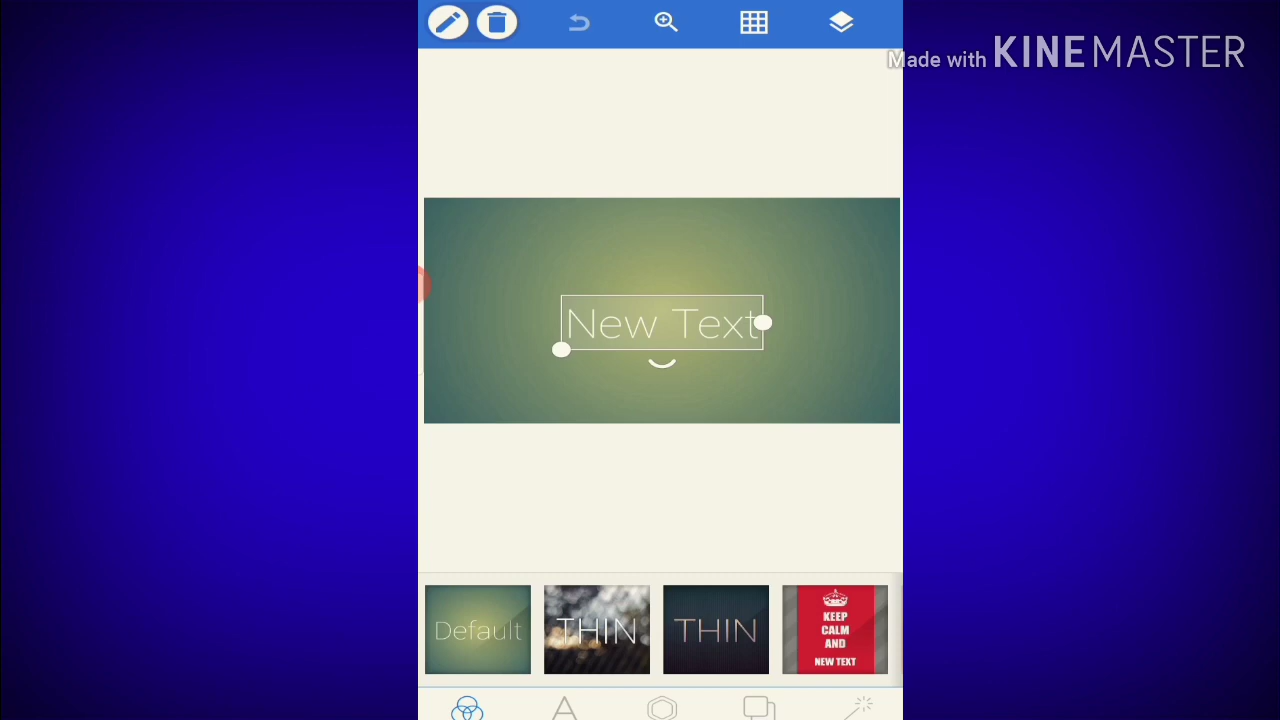 Made with KINEMASTER
New Text
Default
THIN
THIN
KEEP
CALM
AND
NEW TEXT